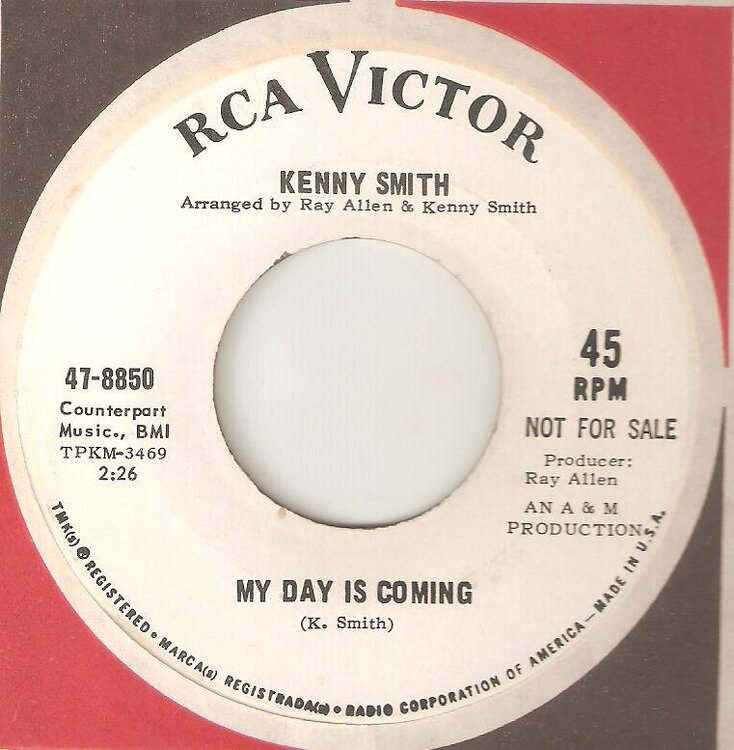 RCA VICTOR
KENNY SMITH
Arranged by Ray Allen & Kenny Smith
47-8850
Counterpart
Music., BMI
TPKM-3469
2:26
45
RPM
NOT FOR SALE
Producer:
Ray Allen
AN A & M
PRODUCTION
MY DAY IS COMING
(K. Smith)
TMK(s) ® REGISTERED • MARCA(s) REGISTRADA(s) • RADIO CORPORATION OF AMERICA—MADE IN U.S.A.